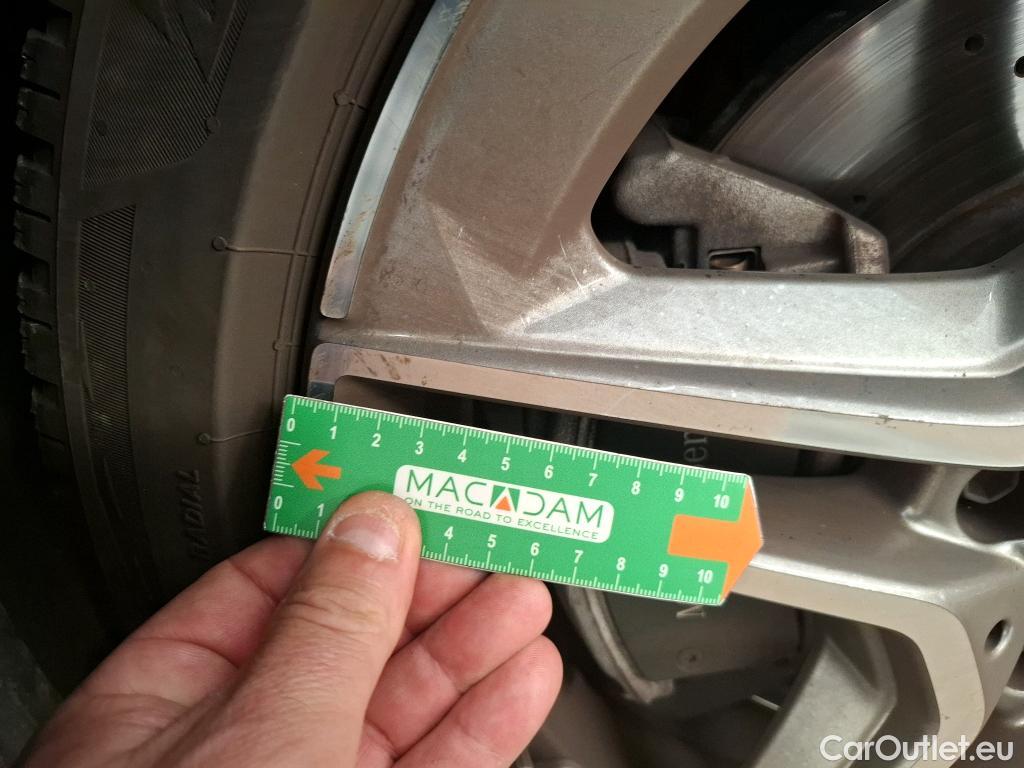 0 1 2 3 4 5 6 7 8 9 10
MACADAM
ON THE ROAD TO EXCELLENCE
0 1 4 5 6 7 8 9 10
RADIAL
CarOutlet.eu